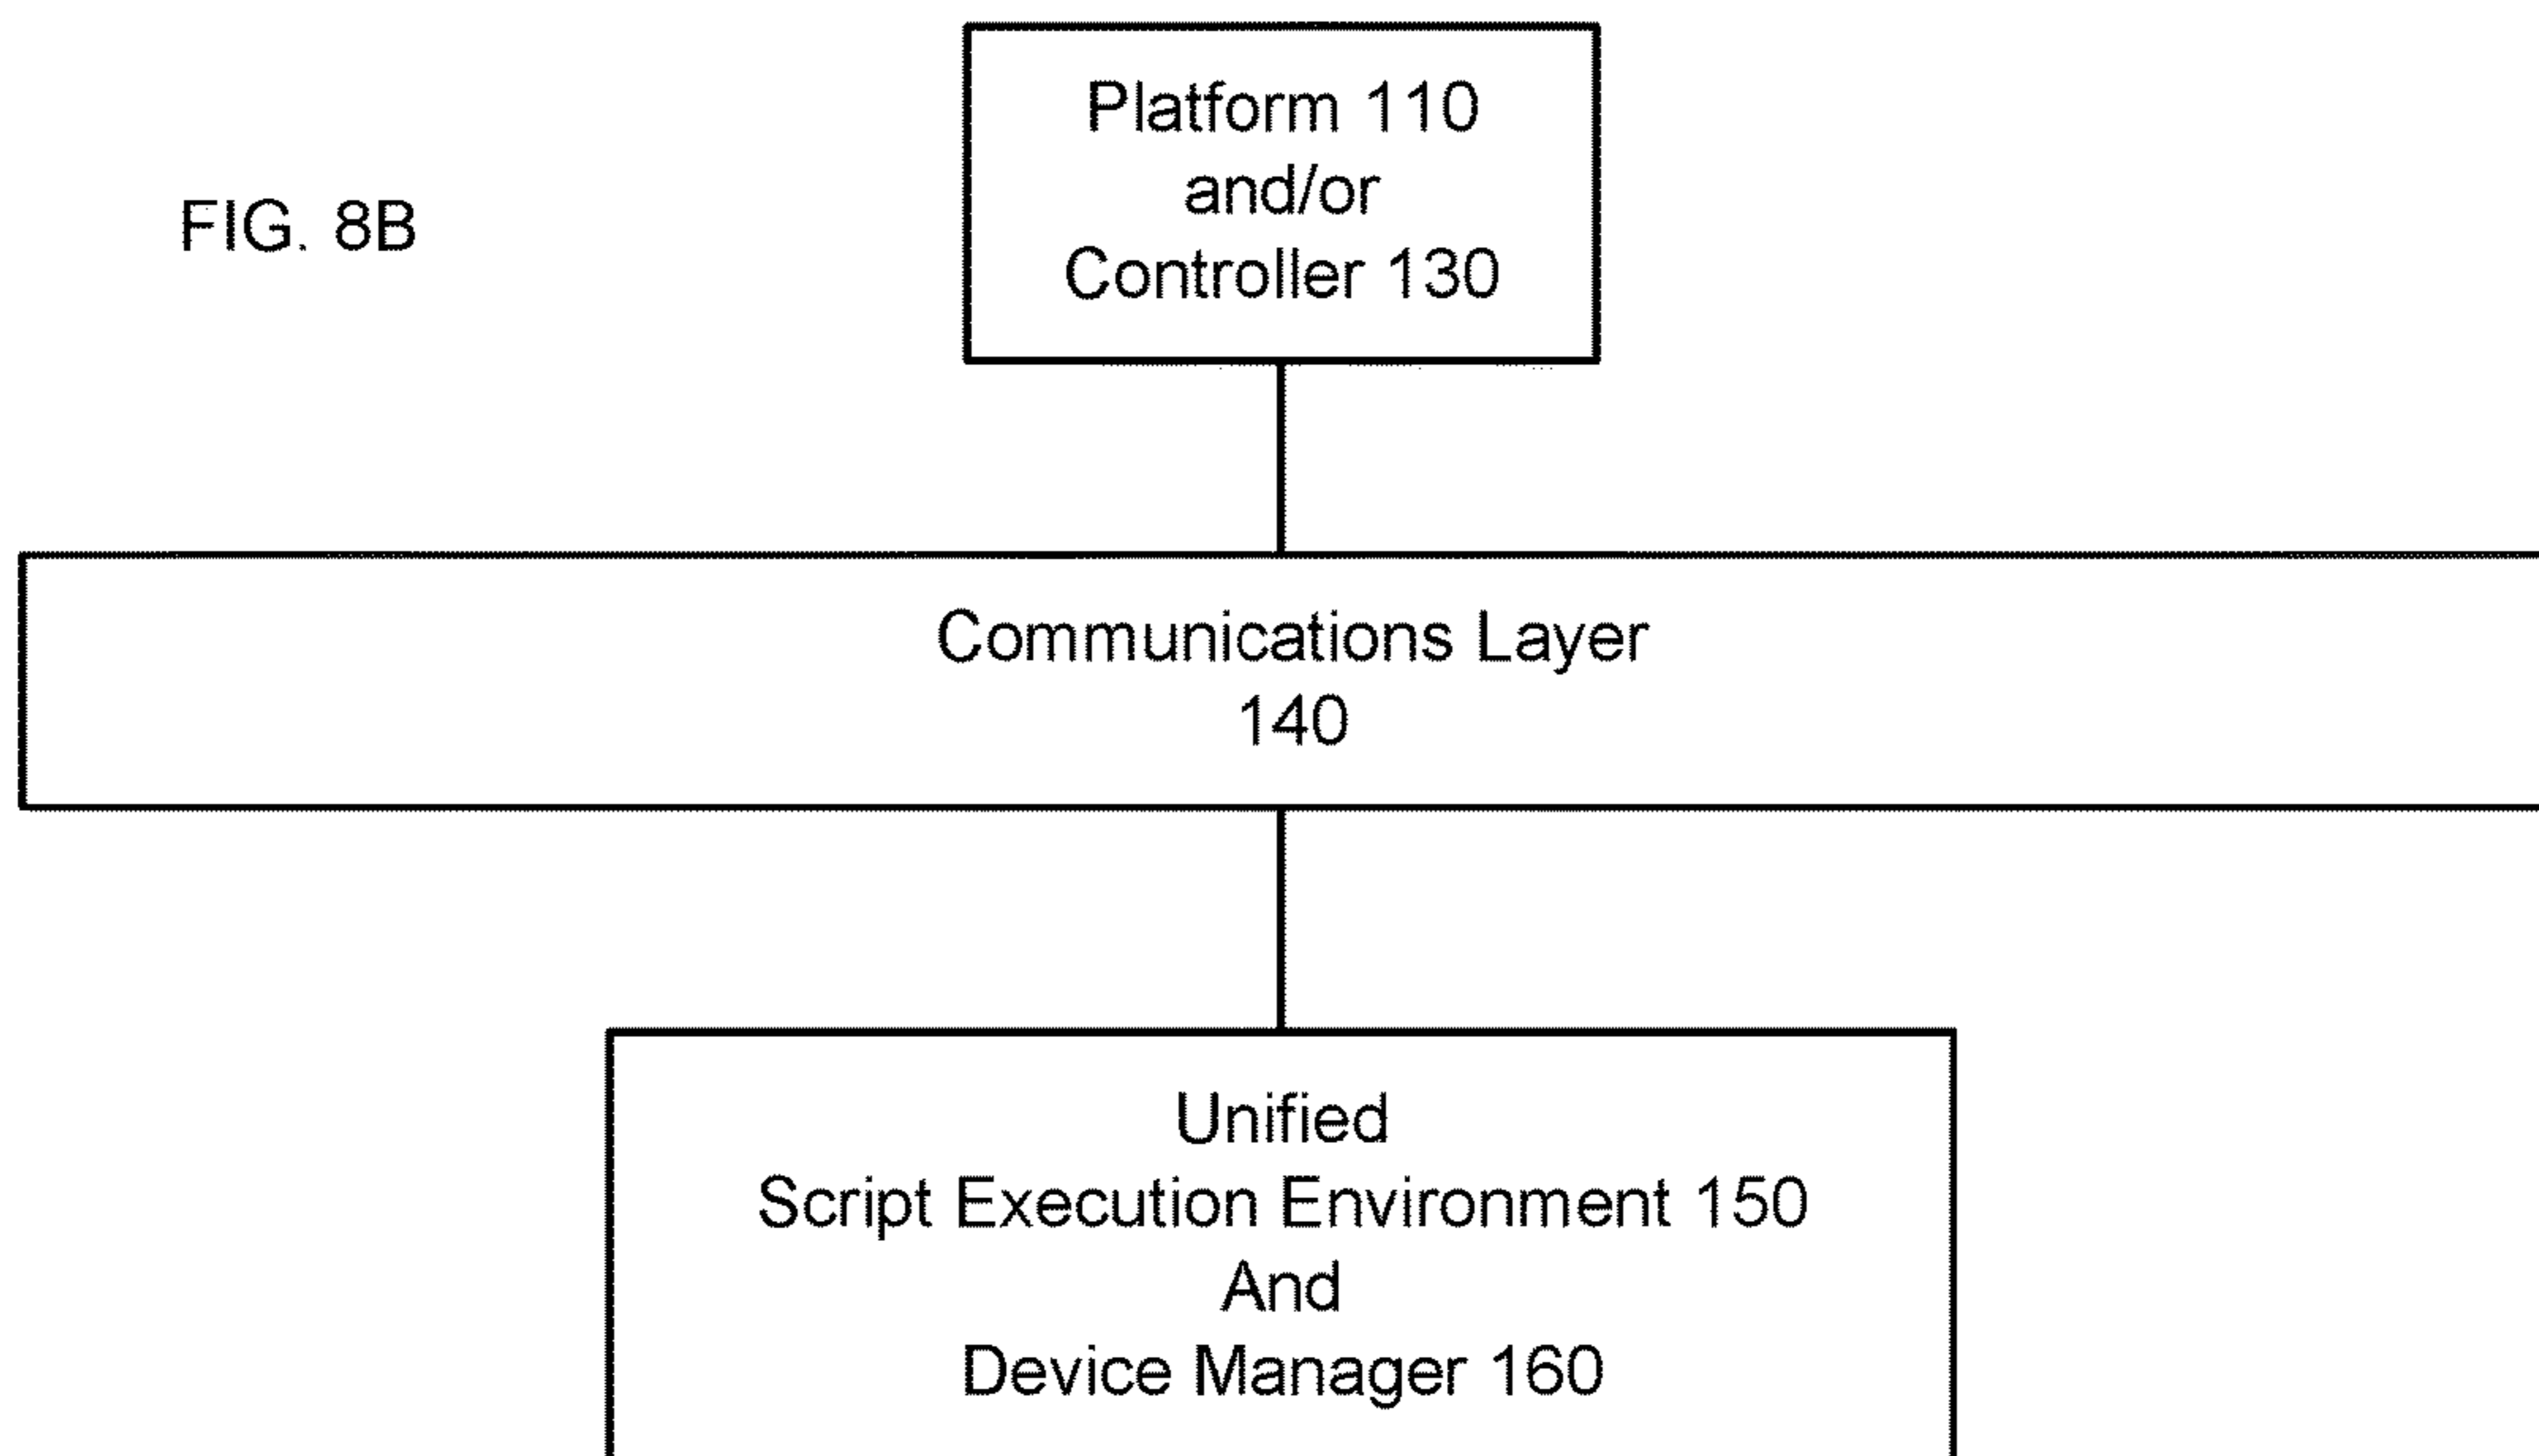 FIG. 8B
Platform 110
and/or
Controller 130
Communications Layer
140
Unified
Script Execution Environment 150
And
Device Manager 160